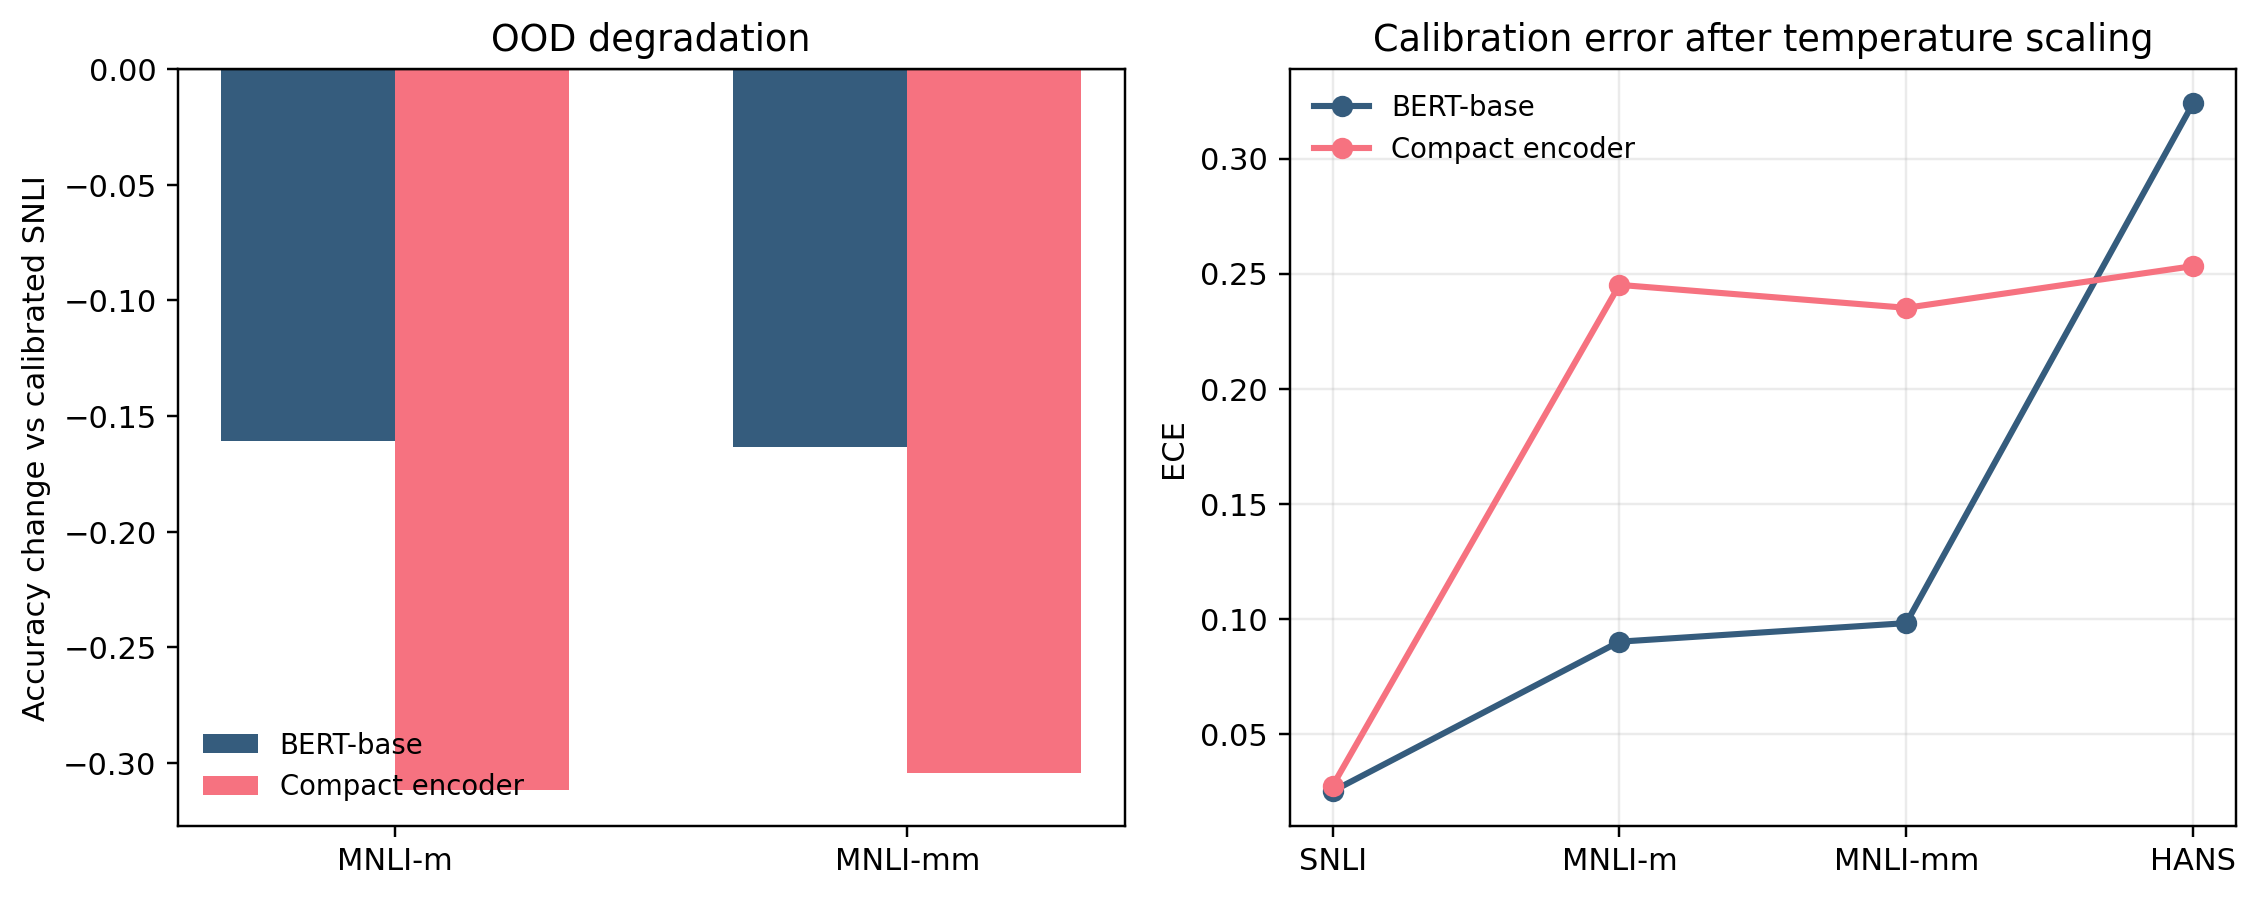 OOD degradation
Accuracy change vs calibrated SNLI
0.00
−0.05
−0.10
−0.15
−0.20
−0.25
−0.30
BERT-base
Compact encoder
MNLI-m
MNLI-mm
Calibration error after temperature scaling
ECE
0.30
0.25
0.20
0.15
0.10
0.05
BERT-base
Compact encoder
SNLI
MNLI-m
MNLI-mm
HANS